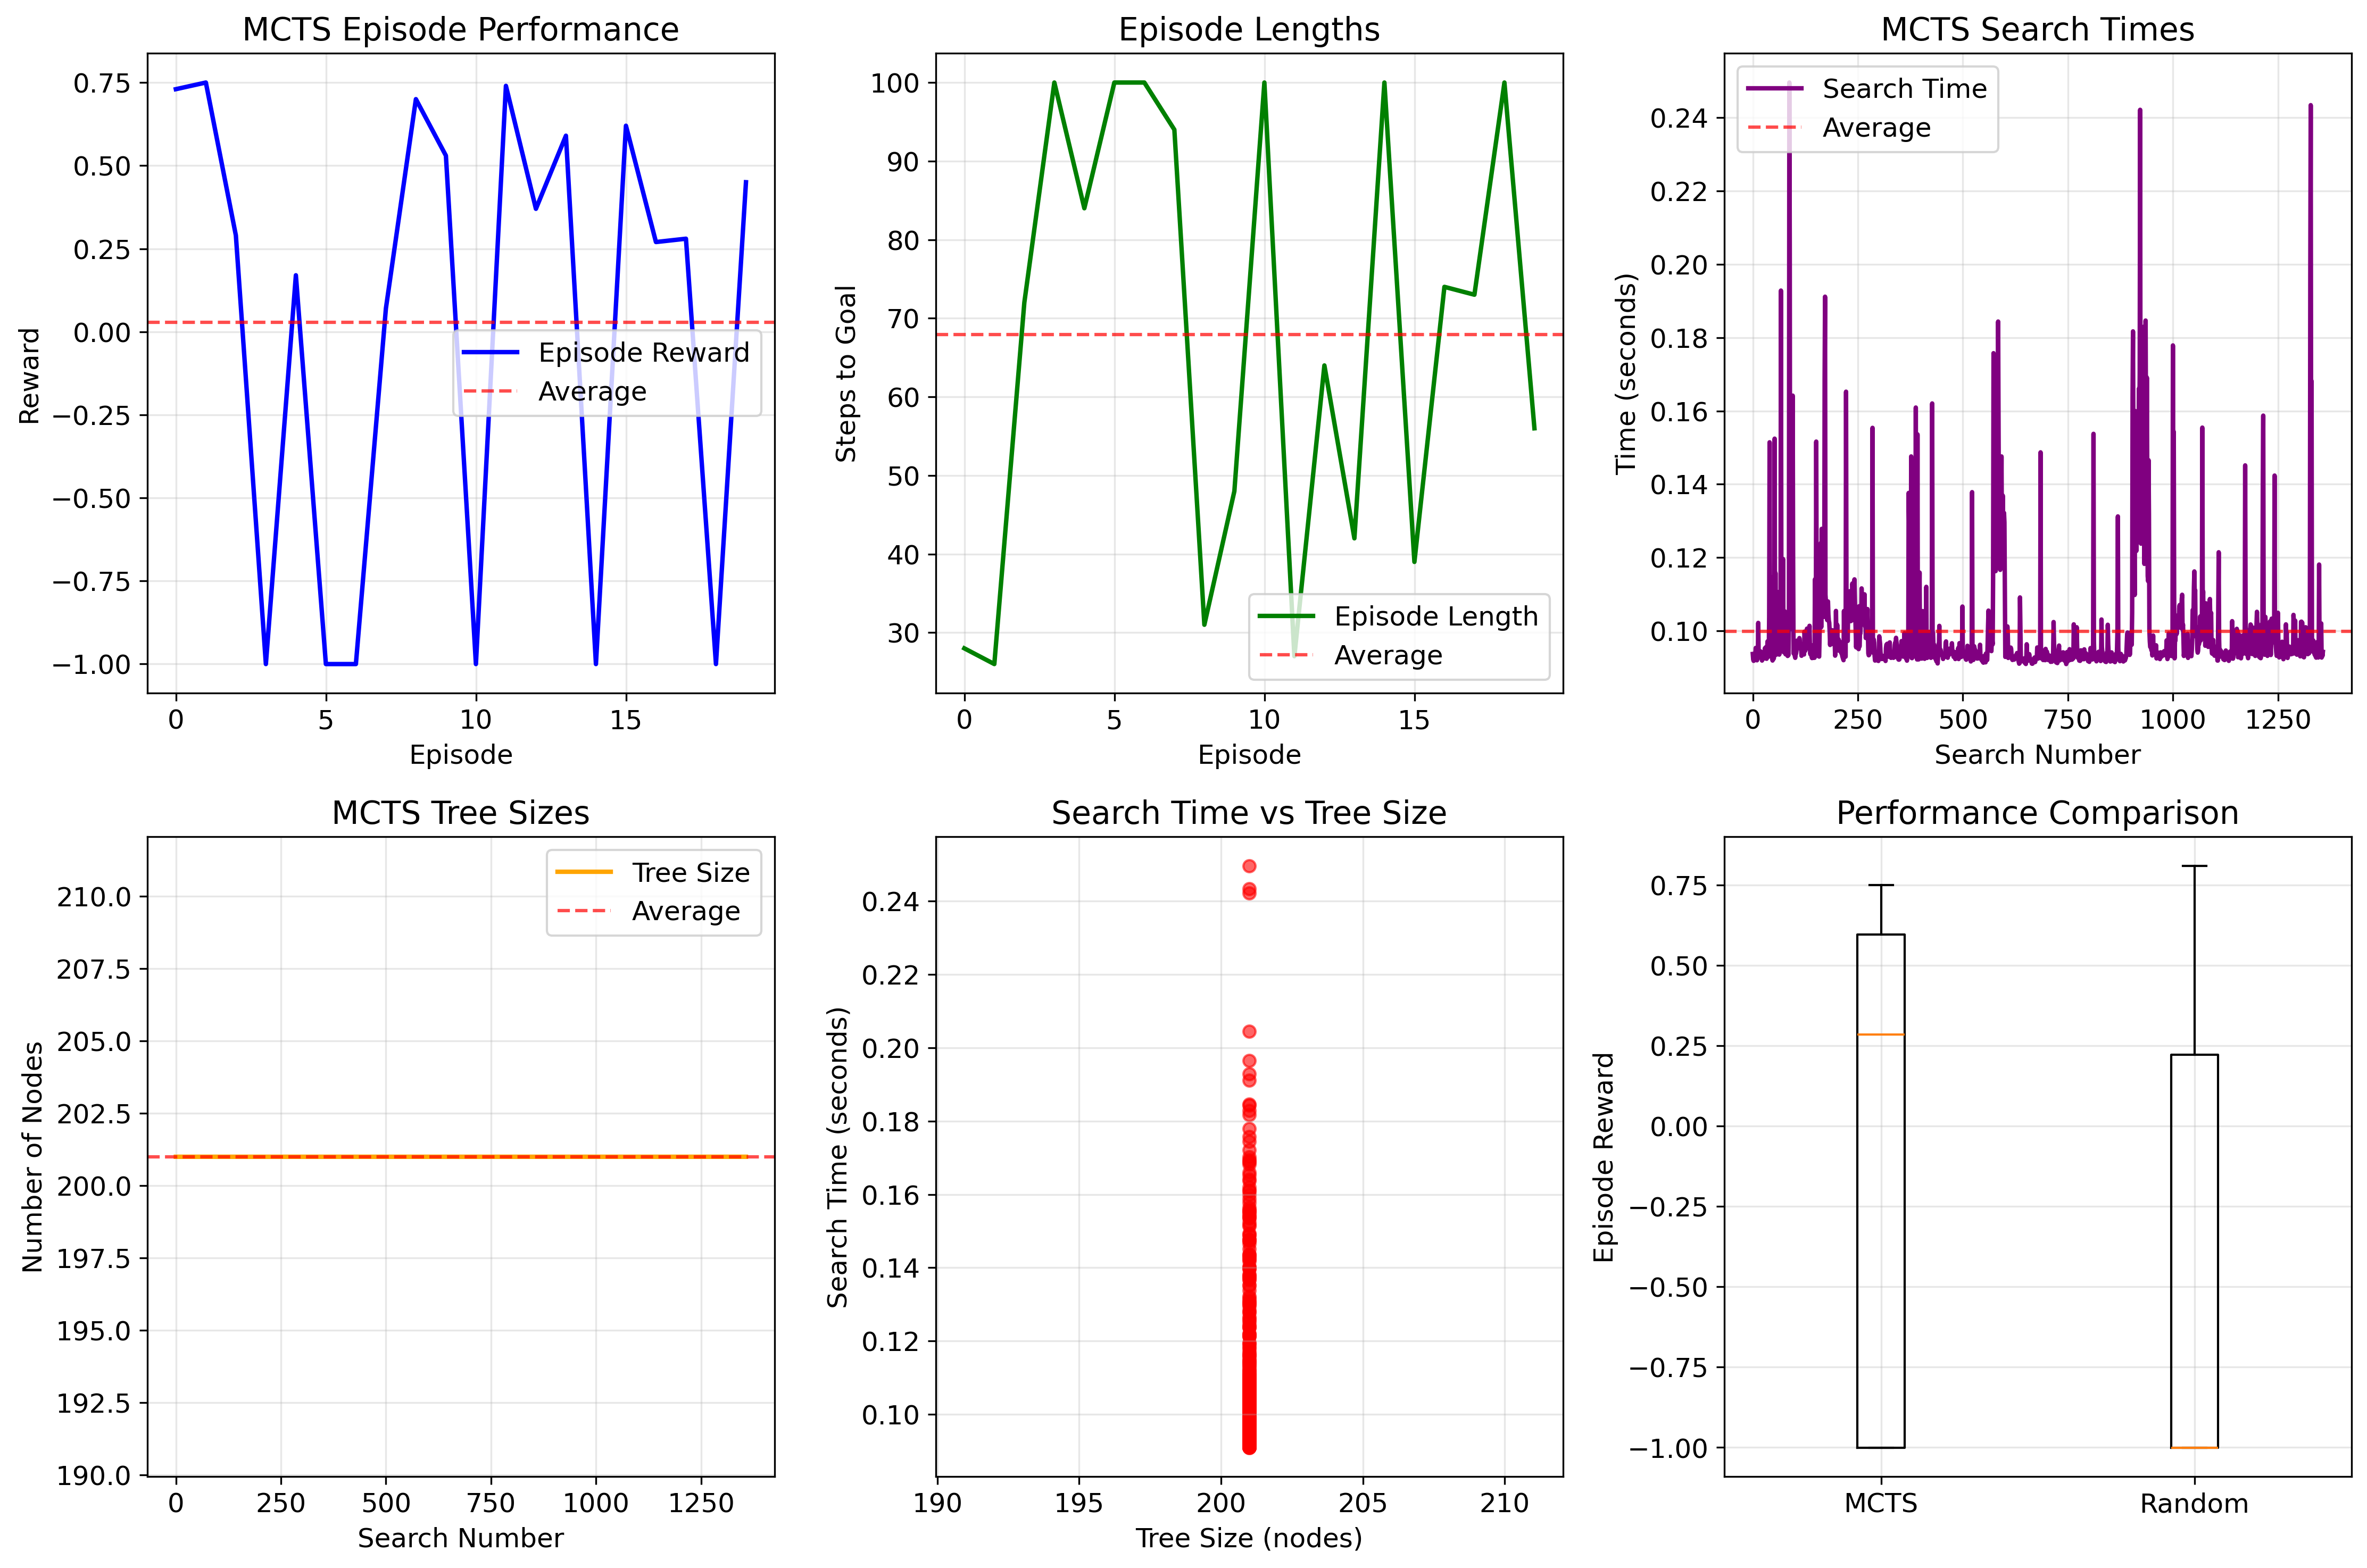 MCTS Episode Performance
Reward
0.75
0.50
0.25
0.00
−0.25
−0.50
−0.75
−1.00
Episode Reward
Average
0 5 10 15
Episode
Episode Lengths
Steps to Goal
100
90
80
70
60
50
40
30
Episode Length
Average
0 5 10 15
Episode
MCTS Search Times
Time (seconds)
Search Time
Average
0.24
0.22
0.20
0.18
0.16
0.14
0.12
0.10
0 250 500 750 1000 1250
Search Number
MCTS Tree Sizes
Number of Nodes
Tree Size
Average
210.0
207.5
205.0
202.5
200.0
197.5
195.0
192.5
190.0
0 250 500 750 1000 1250
Search Number
Search Time vs Tree Size
Search Time (seconds)
0.24
0.22
0.20
0.18
0.16
0.14
0.12
0.10
190 195 200 205 210
Tree Size (nodes)
Performance Comparison
Episode Reward
0.75
0.50
0.25
0.00
−0.25
−0.50
−0.75
−1.00
MCTS Random